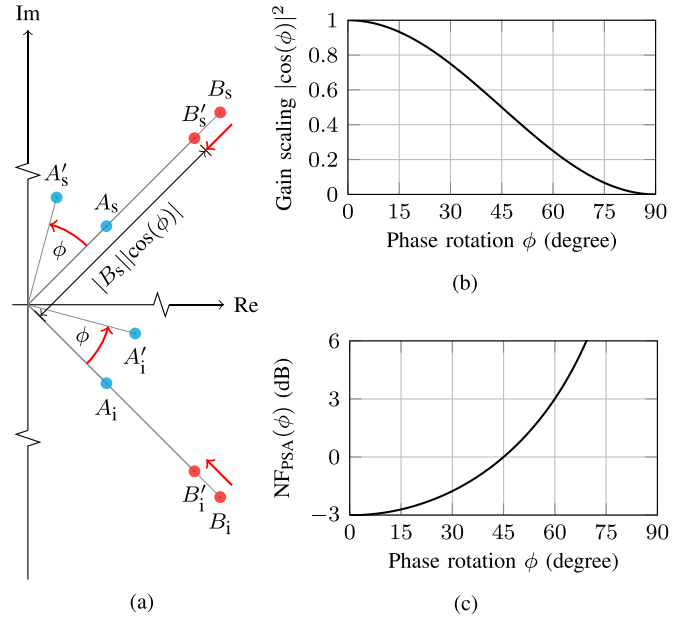 Im
B_s
B′_s
A′_s
A_s
ϕ
|B_s||cos(ϕ)|
Re
ϕ
A′_i
A_i
B′_i
B_i
(a)
Gain scaling |cos(ϕ)|²
1
0.8
0.6
0.4
0.2
0
0 15 30 45 60 75 90
Phase rotation ϕ (degree)
(b)
NF_PSA(ϕ) (dB)
6
3
0
−3
0 15 30 45 60 75 90
Phase rotation ϕ (degree)
(c)